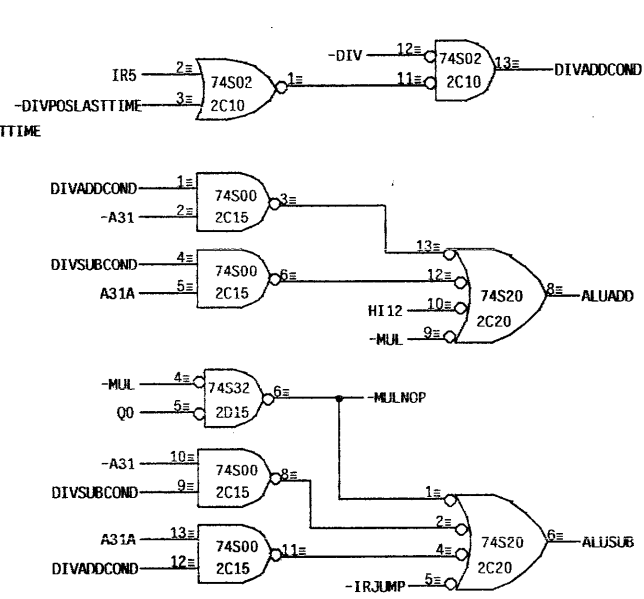 -DIV 12≡ 74S02 13≡ DIVADDCOND
IR5 2≡ 74S02 1≡ 11≡ 2C10
-DIVPOSLASTTIME 3≡ 2C10
TTIME
DIVADDCOND 1≡ 74S00 3≡
-A31 2≡ 2C15
13≡
DIVSUBCOND 4≡ 74S00 6≡ 12≡
A31A 5≡ 2C15 74S20 8≡ ALUADD
HI12 10≡ 2C20
-MUL 9≡
-MUL 4≡ 74S32 6≡ -MULNOP
Q0 5≡ 2D15
-A31 10≡ 74S00 8≡
DIVSUBCOND 9≡ 2C15 1≡
2≡
A31A 13≡ 74S00 11≡ 4≡ 74S20 6≡ ALUSUB
DIVADDCOND 12≡ 2C15 2C20
-IRJUMP 5≡